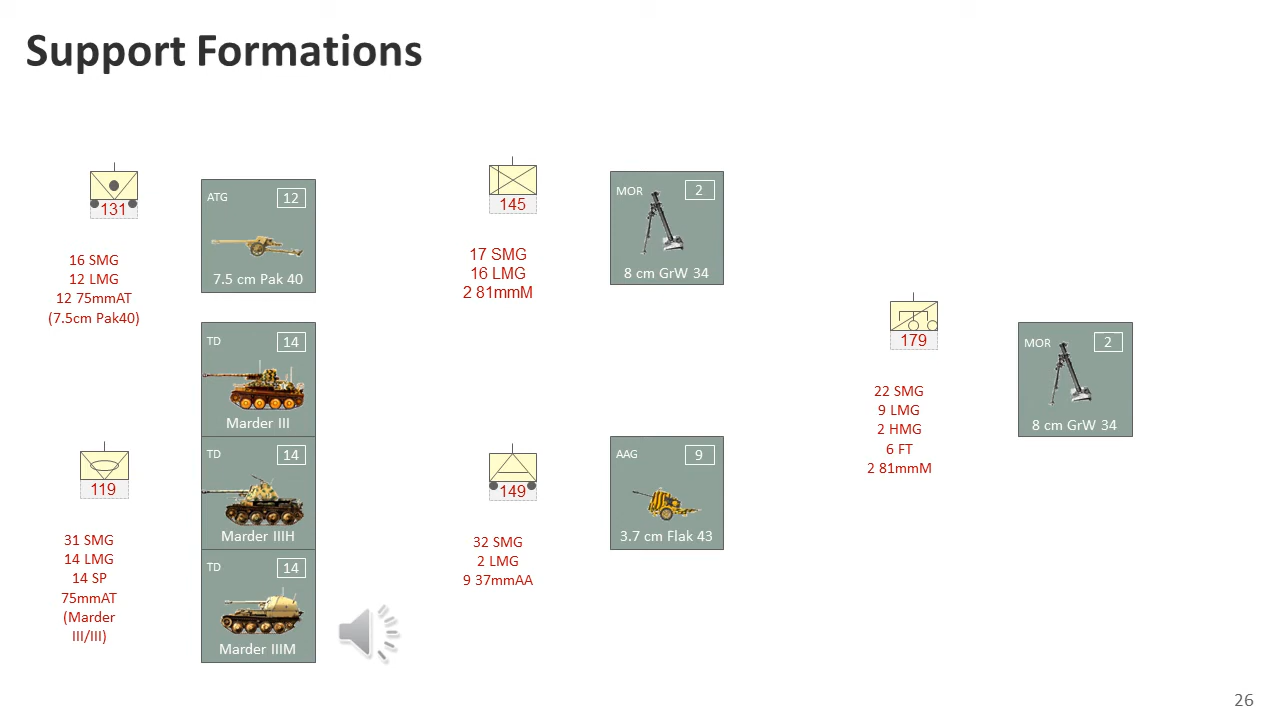 Support Formations
131
16 SMG
12 LMG
12 75mmAT
(7.5cm Pak40)
ATG
12
7.5 cm Pak 40
TD
14
Marder III
119
31 SMG
14 LMG
14 SP
75mmAT
(Marder
III/III)
TD
14
Marder IIIH
TD
14
Marder IIIM
145
17 SMG
16 LMG
2 81mmM
MOR
2
8 cm GrW 34
149
32 SMG
2 LMG
9 37mmAA
AAG
9
3.7 cm Flak 43
179
22 SMG
9 LMG
2 HMG
6 FT
2 81mmM
MOR
2
8 cm GrW 34
26